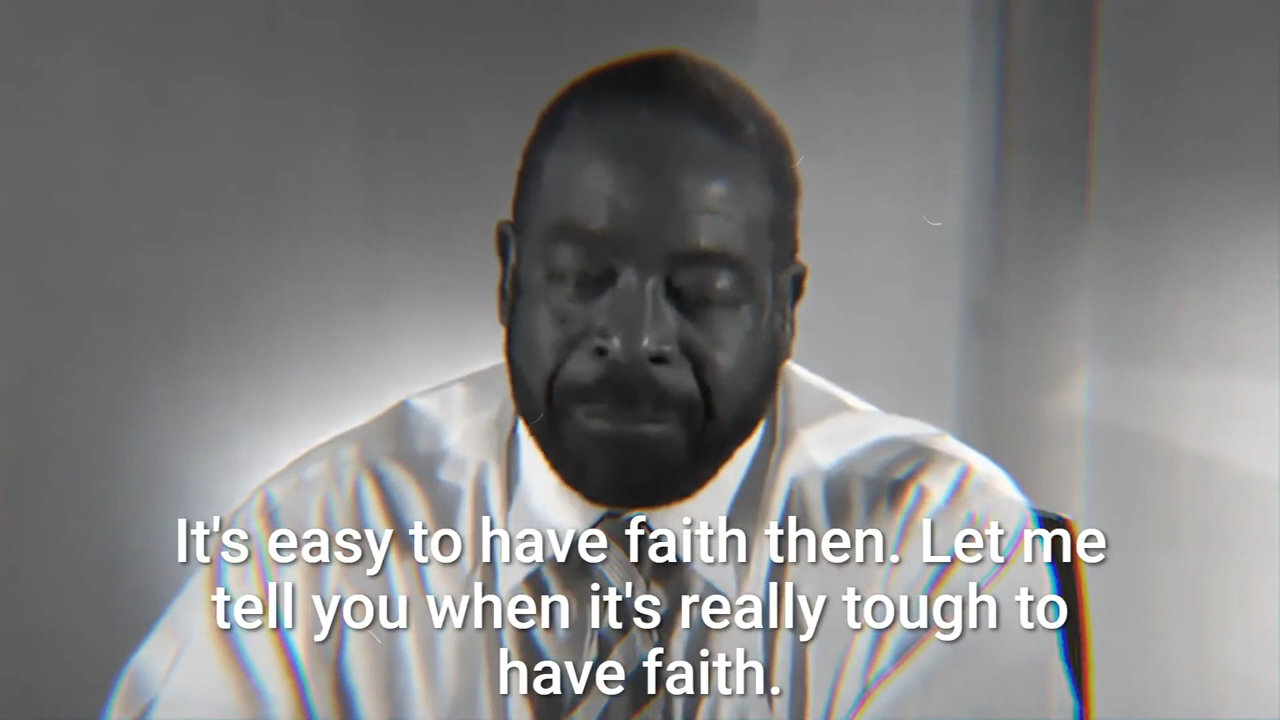 It's easy to have faith then. Let me
tell you when it's really tough to
have faith.